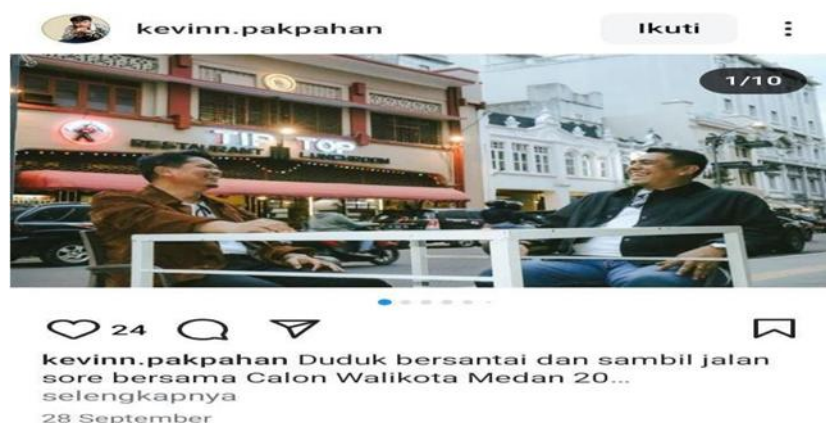 kevinn.pakpahan
Ikuti
1/10
TIP TOP
RESTAURANT LUNCHROOM
24
kevinn.pakpahan Duduk bersantai dan sambil jalan
sore bersama Calon Walikota Medan 20...
selengkapnya
28 September